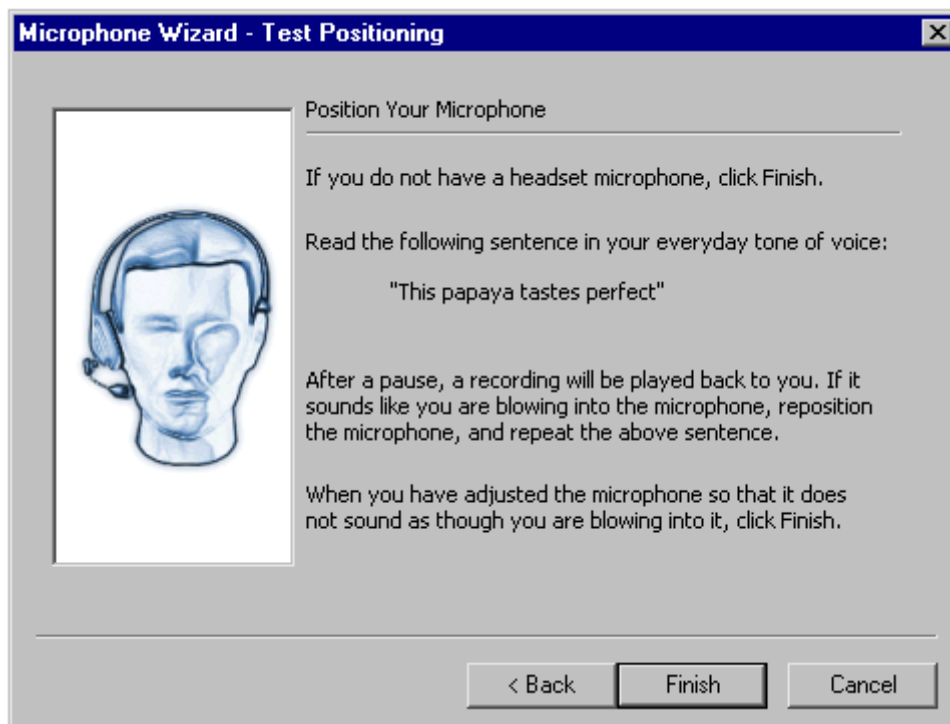 Microphone Wizard - Test Positioning
Position Your Microphone
If you do not have a headset microphone, click Finish.
Read the following sentence in your everyday tone of voice:
"This papaya tastes perfect"
After a pause, a recording will be played back to you. If it
sounds like you are blowing into the microphone, reposition
the microphone, and repeat the above sentence.
When you have adjusted the microphone so that it does
not sound as though you are blowing into it, click Finish.
< Back
Finish
Cancel